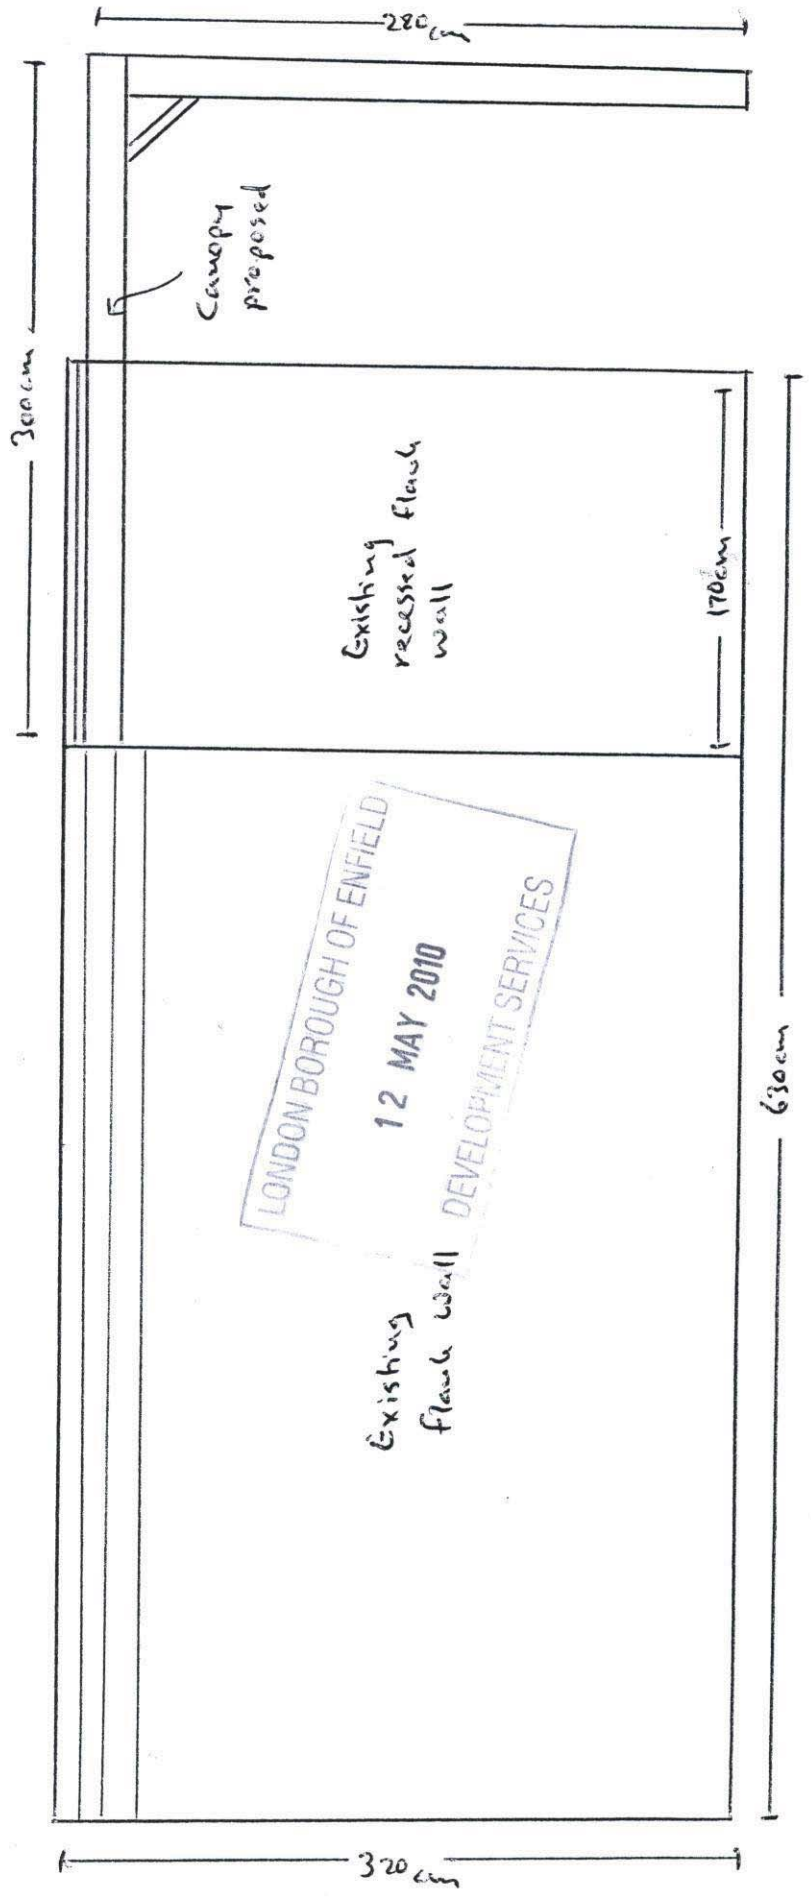 280cm
300cm
Canopy
proposed
Existing
recessed flank
wall
170cm
LONDON BOROUGH OF ENFIELD
12 MAY 2010
DEVELOPMENT SERVICES
Existing
flank wall
630cm
320cm